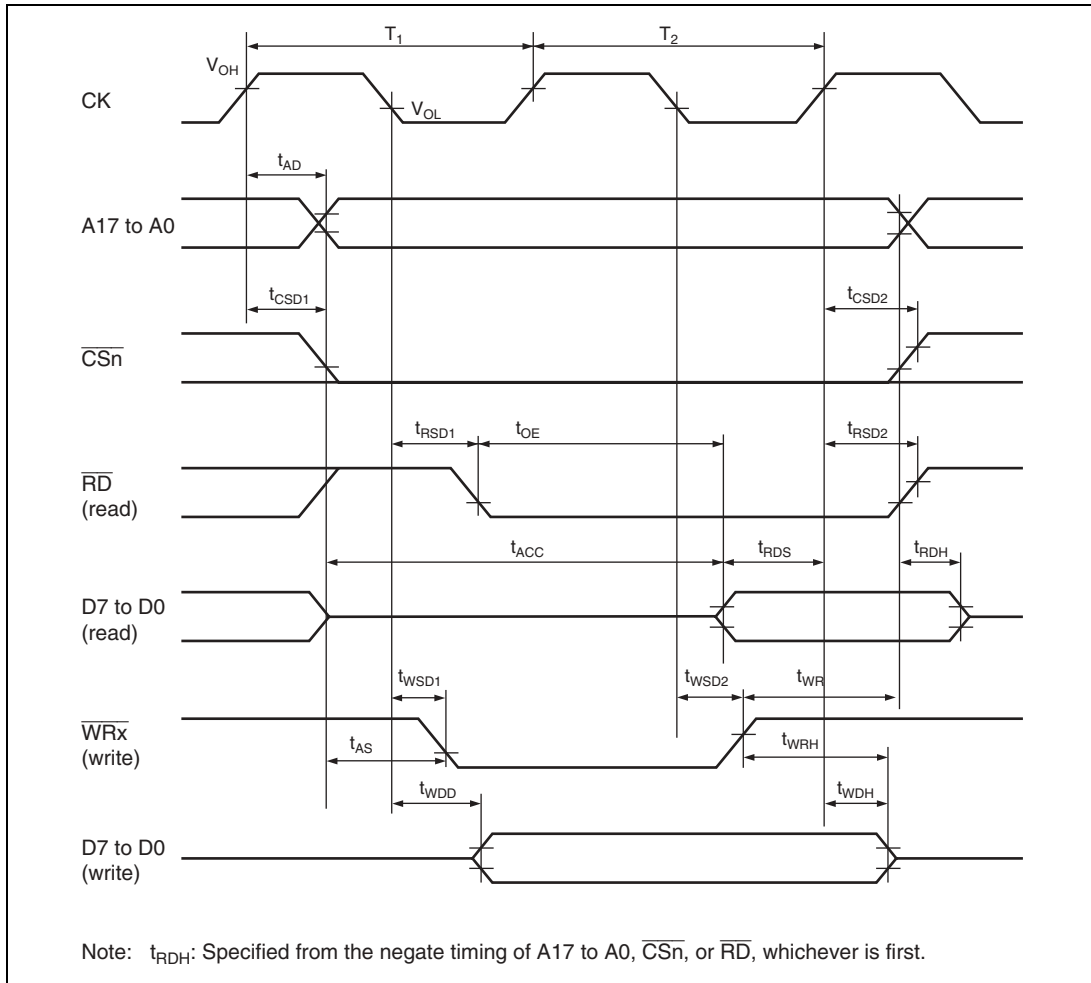 T1 T2
VOH
CK
VOL
tAD
A17 to A0
tCSD1 tCSD2
CSn
tRSD1 tOE tRSD2
RD
(read)
tACC tRDS tRDH
D7 to D0
(read)
tWSD1 tWSD2 tWR
WRx
(write)
tAS tWRH
tWDD tWDH
D7 to D0
(write)
Note: tRDH: Specified from the negate timing of A17 to A0, CSn, or RD, whichever is first.